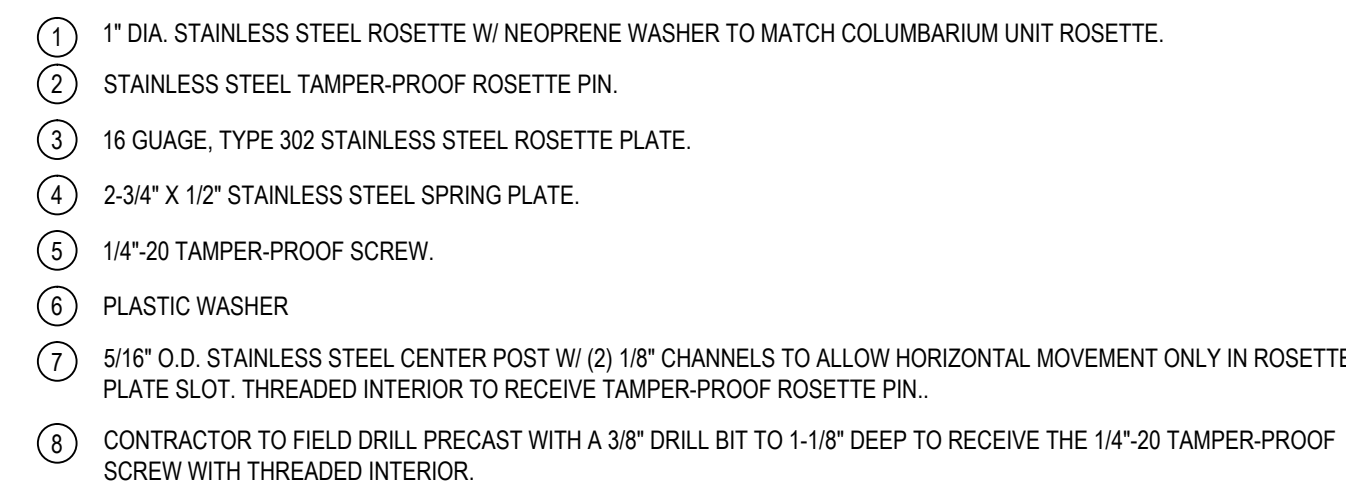 1 1" DIA. STAINLESS STEEL ROSETTE W/ NEOPRENE WASHER TO MATCH COLUMBARIUM UNIT ROSETTE.
2 STAINLESS STEEL TAMPER-PROOF ROSETTE PIN.
3 16 GUAGE, TYPE 302 STAINLESS STEEL ROSETTE PLATE.
4 2-3/4" X 1/2" STAINLESS STEEL SPRING PLATE.
5 1/4"-20 TAMPER-PROOF SCREW.
6 PLASTIC WASHER
7 5/16" O.D. STAINLESS STEEL CENTER POST W/ (2) 1/8" CHANNELS TO ALLOW HORIZONTAL MOVEMENT ONLY IN ROSETTE
PLATE SLOT. THREADED INTERIOR TO RECEIVE TAMPER-PROOF ROSETTE PIN..
8 CONTRACTOR TO FIELD DRILL PRECAST WITH A 3/8" DRILL BIT TO 1-1/8" DEEP TO RECEIVE THE 1/4"-20 TAMPER-PROOF
SCREW WITH THREADED INTERIOR.